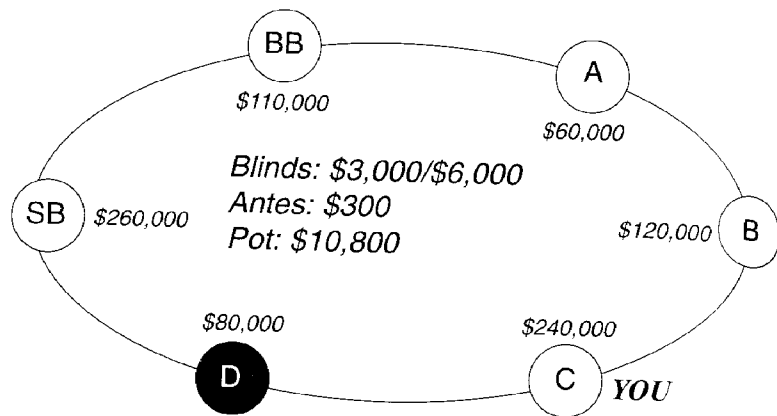 BB
$110,000
A
$60,000
Blinds: $3,000/$6,000
Antes: $300
Pot: $10,800
SB $260,000
$120,000 B
$80,000
D
$240,000
C YOU